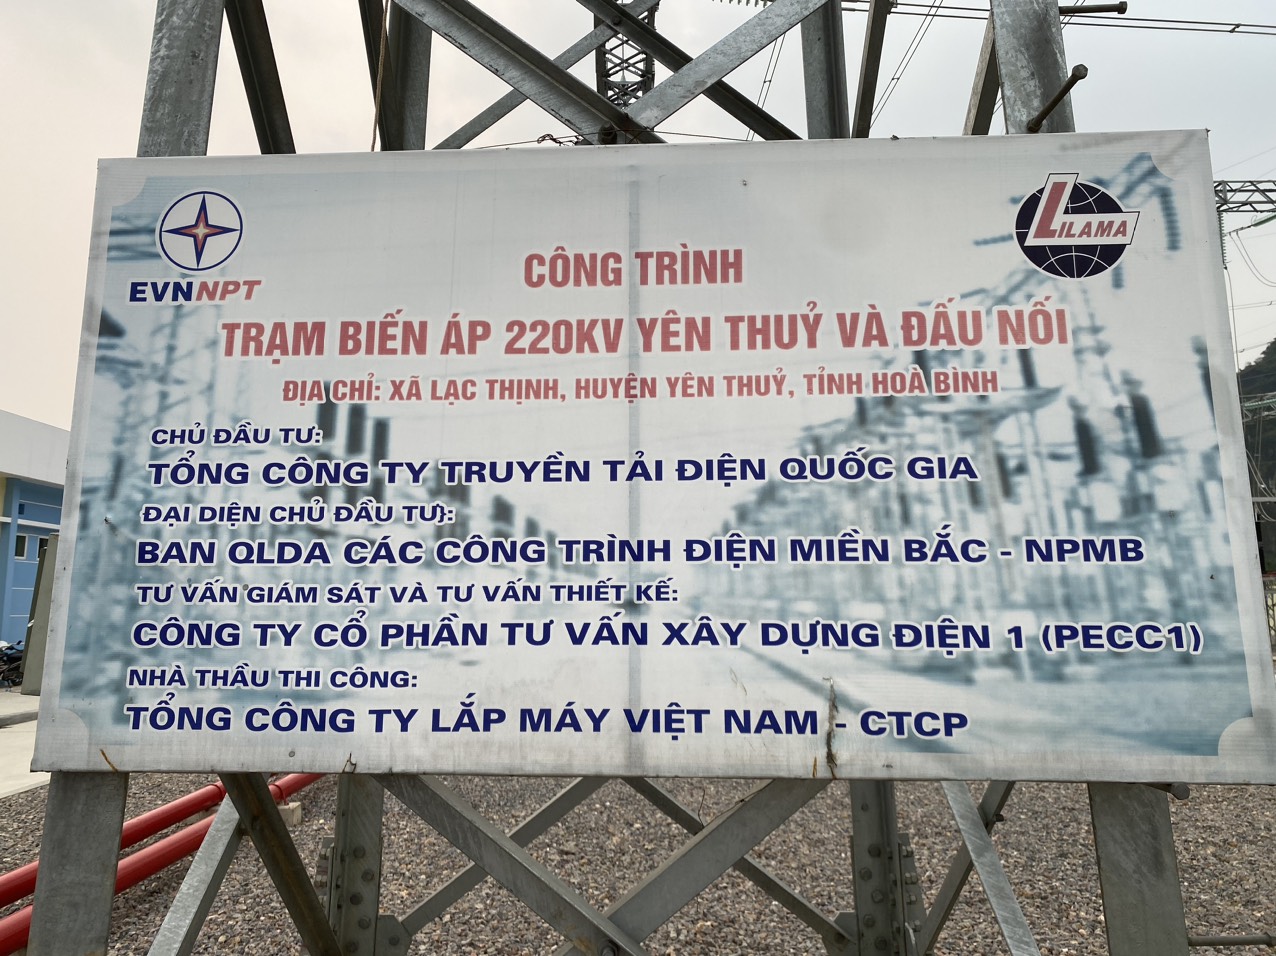 EVNNPT
LILAMA
CÔNG TRÌNH
TRẠM BIẾN ÁP 220KV YÊN THUỶ VÀ ĐẤU NỐI
ĐỊA CHỈ: XÃ LẠC THỊNH, HUYỆN YÊN THUỶ, TỈNH HOÀ BÌNH
CHỦ ĐẦU TƯ:
TỔNG CÔNG TY TRUYỀN TẢI ĐIỆN QUỐC GIA
ĐẠI DIỆN CHỦ ĐẦU TƯ}:
BAN QLDA CÁC CÔNG TRÌNH ĐIỆN MIỀN BẮC - NPMB
TƯ VẤN GIÁM SÁT VÀ TƯ VẤN THIẾT KẾ:
CÔNG TY CỔ PHẦN TƯ VẤN XÂY DỰNG ĐIỆN 1 (PECC1)
NHÀ THẦU THI CÔNG:
TỔNG CÔNG TY LẮP MÁY VIỆT NAM - CTCP